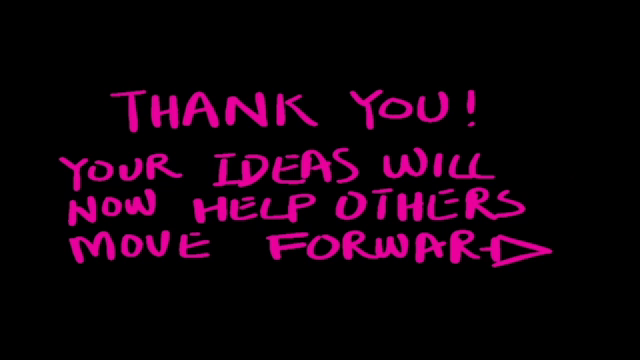 THANK YOU!
YOUR IDEAS WILL
NOW HELP OTHERS
MOVE FORWARD